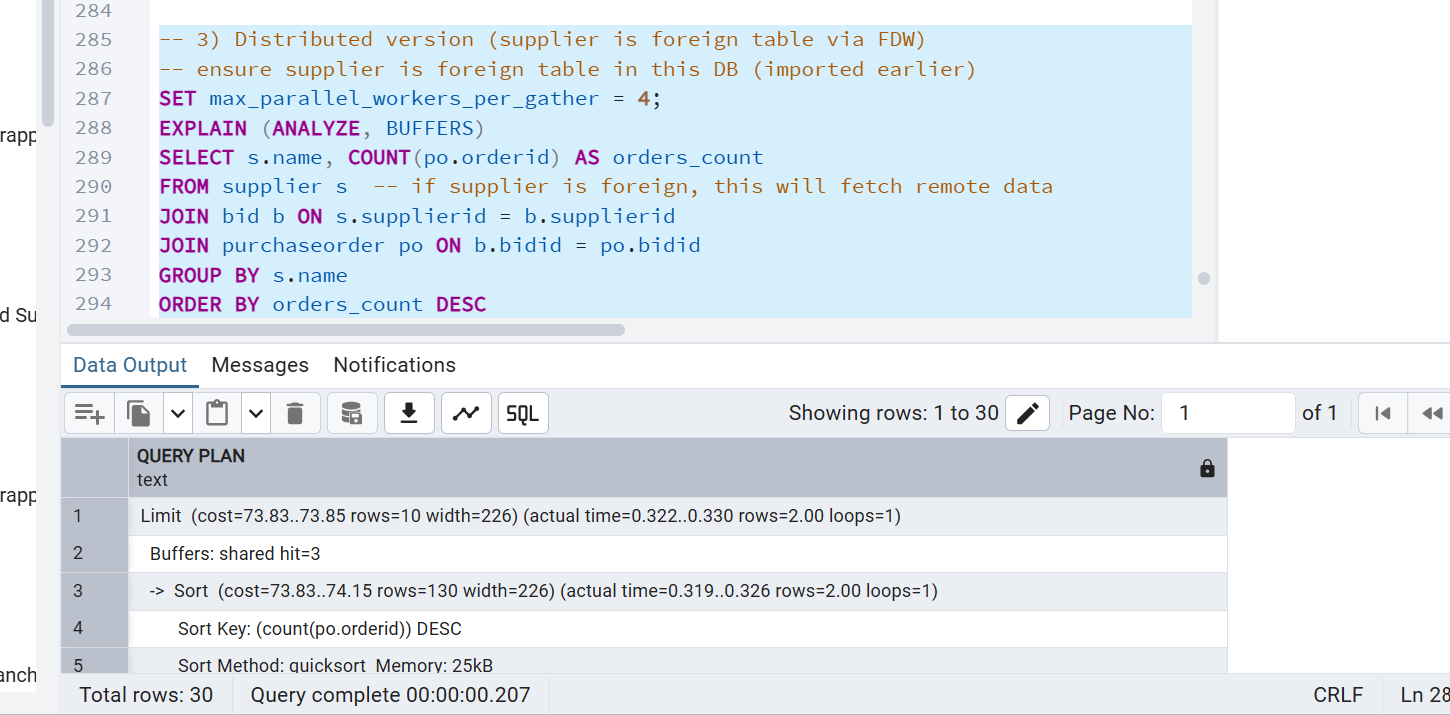 284
285 -- 3) Distributed version (supplier is foreign table via FDW)
286 -- ensure supplier is foreign table in this DB (imported earlier)
287 SET max_parallel_workers_per_gather = 4;
288 EXPLAIN (ANALYZE, BUFFERS)
289 SELECT s.name, COUNT(po.orderid) AS orders_count
290 FROM supplier s  -- if supplier is foreign, this will fetch remote data
291 JOIN bid b ON s.supplierid = b.supplierid
292 JOIN purchaseorder po ON b.bidid = po.bidid
293 GROUP BY s.name
294 ORDER BY orders_count DESC
rapp
d Su
rapp
anch
Data Output Messages Notifications
SQL Showing rows: 1 to 30 Page No: 1 of 1
QUERY PLAN
text
1 Limit (cost=73.83..73.85 rows=10 width=226) (actual time=0.322..0.330 rows=2.00 loops=1)
2 Buffers: shared hit=3
3 -> Sort (cost=73.83..74.15 rows=130 width=226) (actual time=0.319..0.326 rows=2.00 loops=1)
4 Sort Key: (count(po.orderid)) DESC
5 Sort Method: quicksort Memory: 25kB
Total rows: 30 Query complete 00:00:00.207 CRLF Ln 28